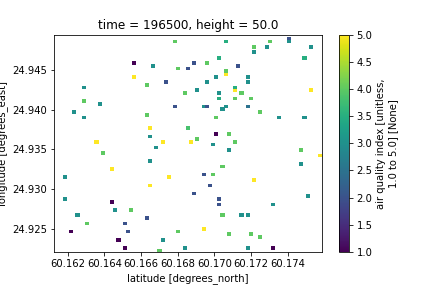 time = 196500, height = 50.0
longitude [degrees_east]
24.945
24.940
24.935
24.930
24.925
60.162 60.164 60.166 60.168 60.170 60.172 60.174
latitude [degrees_north]
5.0
4.5
4.0
3.5
3.0
2.5
2.0
1.5
1.0
air quality index [unitless,
1.0 to 5.0] [None]